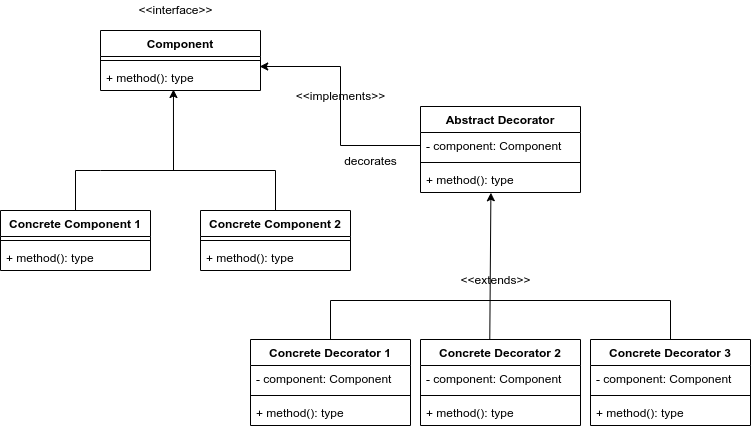 <<interface>>
Component
+ method(): type
<<implements>>
Abstract Decorator
- component: Component
decorates
+ method(): type
Concrete Component 1
+ method(): type
Concrete Component 2
+ method(): type
<<extends>>
Concrete Decorator 1
- component: Component
+ method(): type
Concrete Decorator 2
- component: Component
+ method(): type
Concrete Decorator 3
- component: Component
+ method(): type